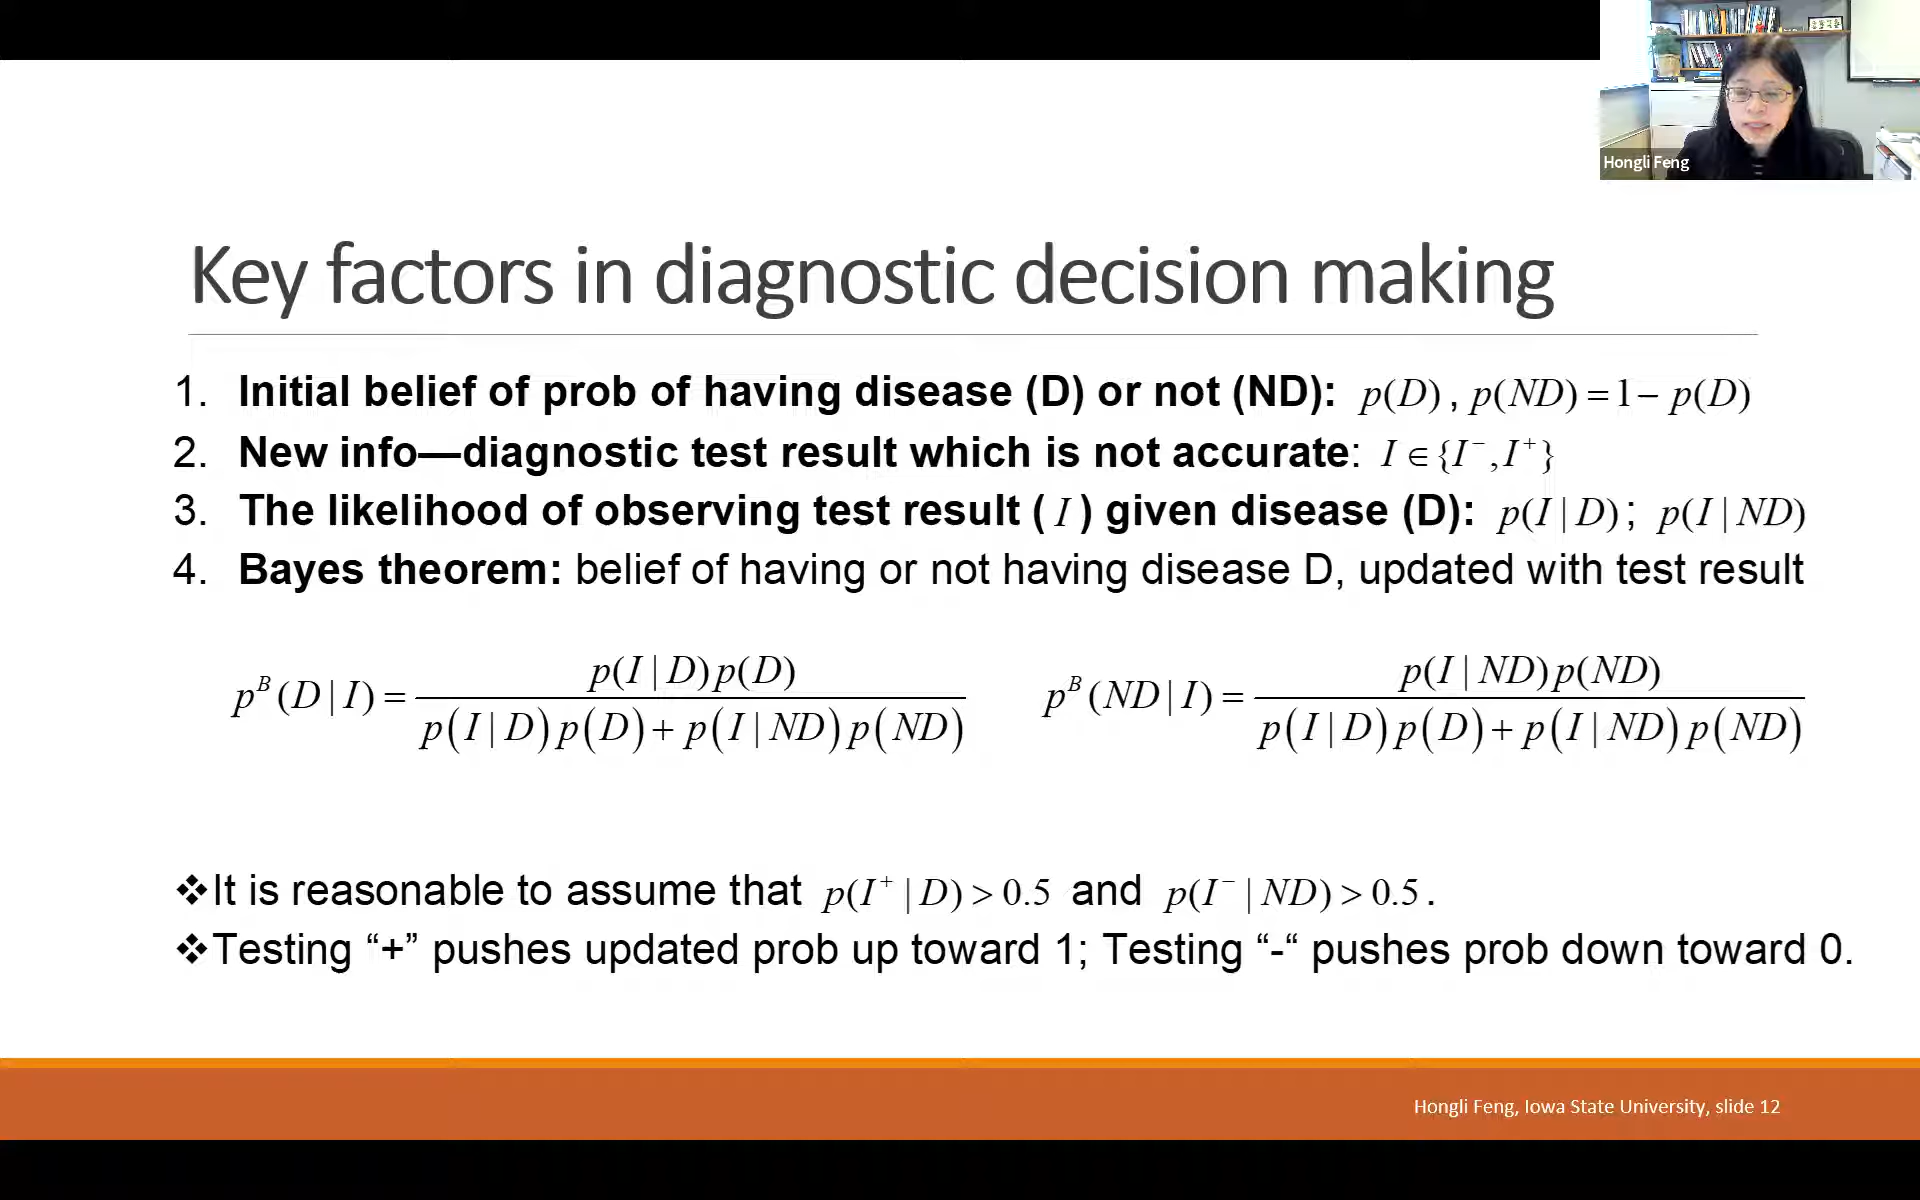 Hongli Feng
Key factors in diagnostic decision making
1. Initial belief of prob of having disease (D) or not (ND): p(D), p(ND) = 1 − p(D)
2. New info—diagnostic test result which is not accurate: I ∈ {I⁻, I⁺}
3. The likelihood of observing test result ( I ) given disease (D): p(I | D); p(I | ND)
4. Bayes theorem: belief of having or not having disease D, updated with test result
pᴮ(D | I) = p(I | D)p(D) / p(I | D)p(D) + p(I | ND)p(ND)
pᴮ(ND | I) = p(I | ND)p(ND) / p(I | D)p(D) + p(I | ND)p(ND)
❖It is reasonable to assume that p(I⁺ | D) > 0.5 and p(I⁻ | ND) > 0.5.
❖Testing “+” pushes updated prob up toward 1; Testing “-“ pushes prob down toward 0.
Hongli Feng, Iowa State University, slide 12